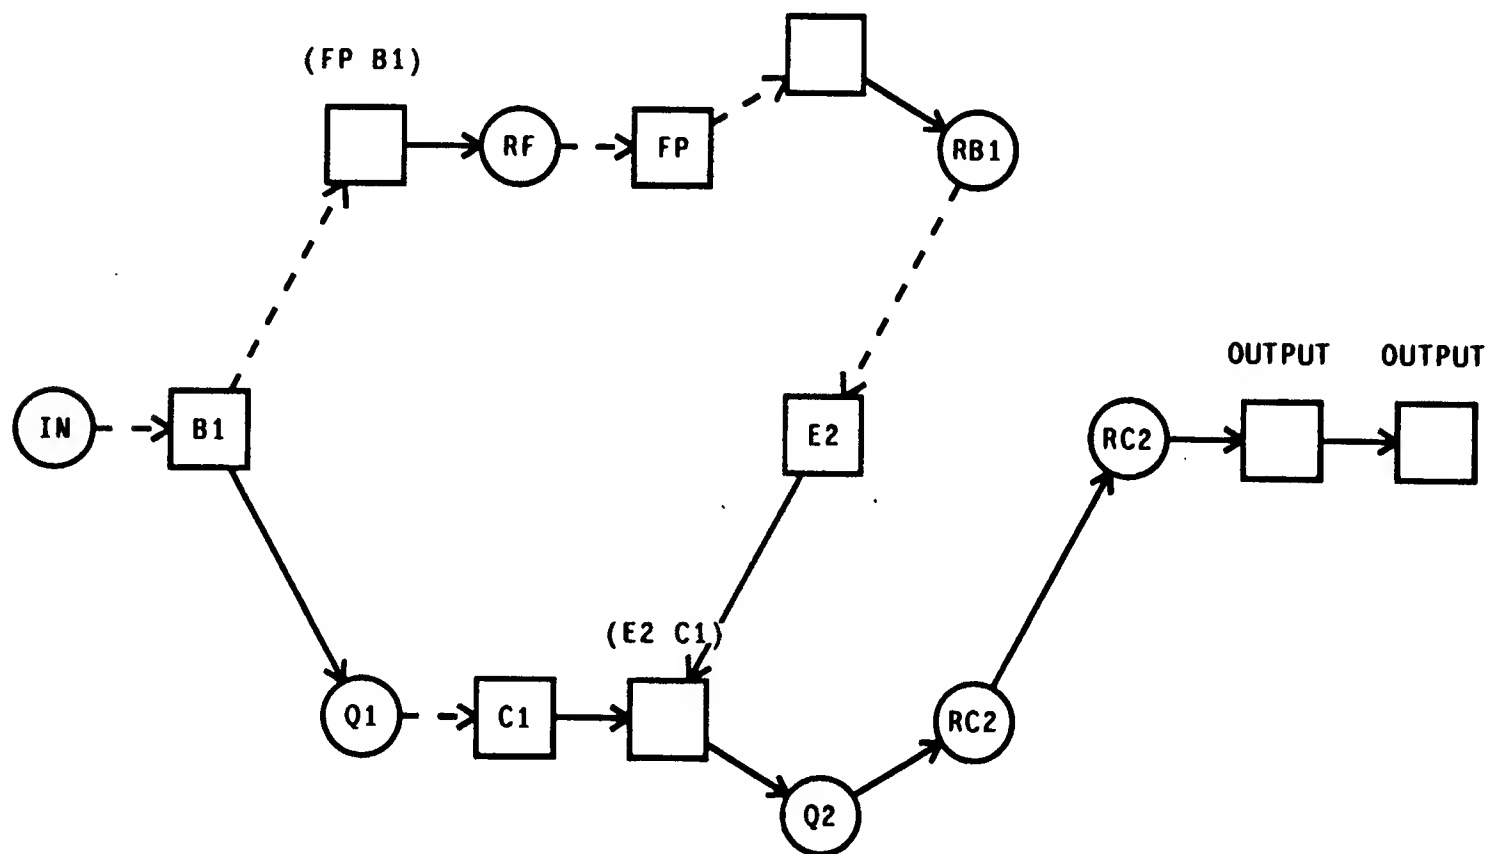 (FP B1)
RF
FP
RB1
IN
B1
E2
RC2
OUTPUT
OUTPUT
(E2 C1)
Q1
C1
RC2
Q2